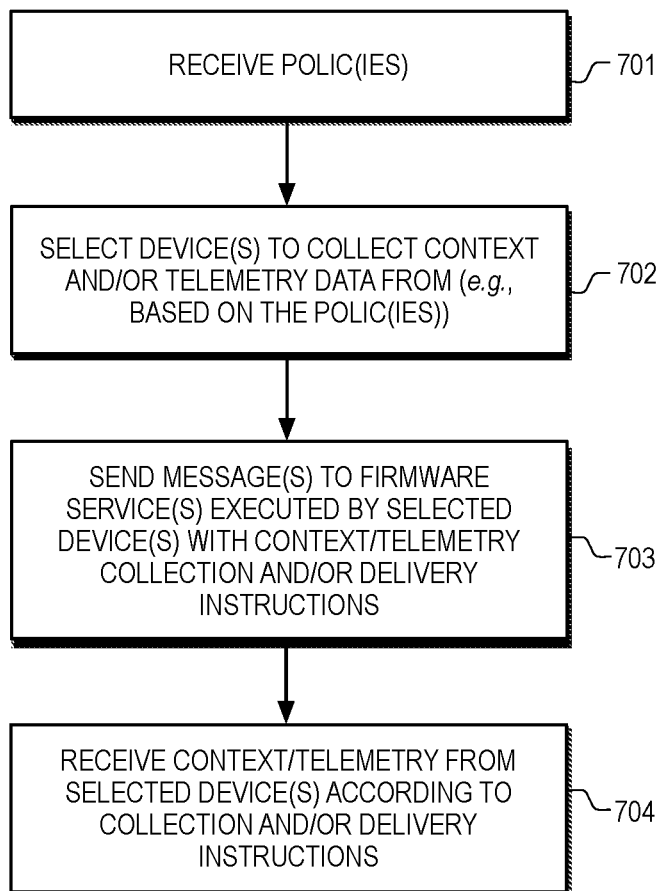 RECEIVE POLIC(IES)
701
SELECT DEVICE(S) TO COLLECT CONTEXT
AND/OR TELEMETRY DATA FROM (e.g.,
BASED ON THE POLIC(IES))
702
SEND MESSAGE(S) TO FIRMWARE
SERVICE(S) EXECUTED BY SELECTED
DEVICE(S) WITH CONTEXT/TELEMETRY
COLLECTION AND/OR DELIVERY
INSTRUCTIONS
703
RECEIVE CONTEXT/TELEMETRY FROM
SELECTED DEVICE(S) ACCORDING TO
COLLECTION AND/OR DELIVERY
INSTRUCTIONS
704